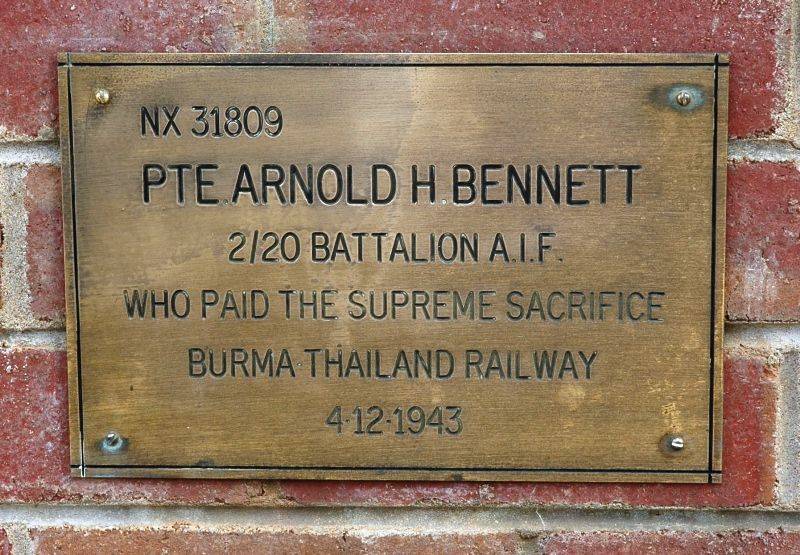 NX 31809
PTE. ARNOLD H. BENNETT
2/20 BATTALION A.I.F.
WHO PAID THE SUPREME SACRIFICE
BURMA-THAILAND RAILWAY
4·12·1943